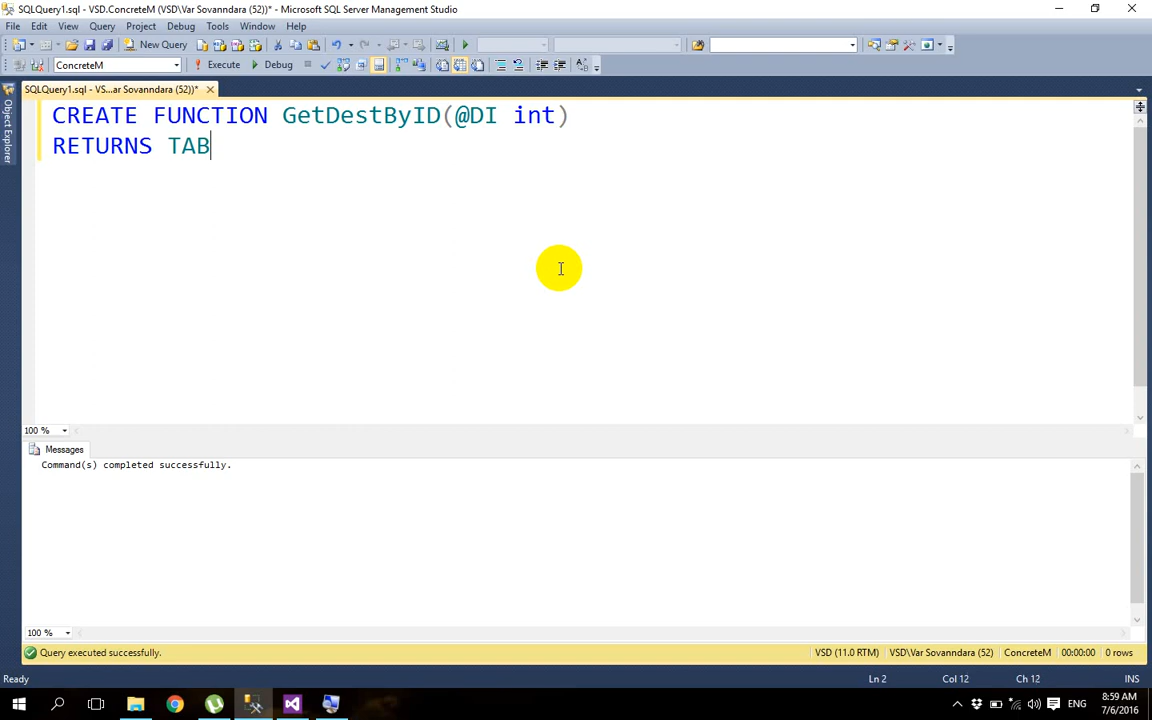 SQLQuery1.sql - VSD.ConcreteM (VSD\Var Sovanndara (52))* - Microsoft SQL Server Management Studio
File Edit View Query Project Debug Tools Window Help
New Query
ConcreteM Execute Debug
SQLQuery1.sql - VS...ar Sovanndara (52))*
Object Explorer
CREATE FUNCTION GetDestByID(@DI int)
RETURNS TAB
100 %
Messages
Command(s) completed successfully.
100 %
Query executed successfully. VSD (11.0 RTM) VSD\Var Sovanndara (52) ConcreteM 00:00:00 0 rows
Ready Ln 2 Col 12 Ch 12 INS
ENG 8:59 AM
7/6/2016